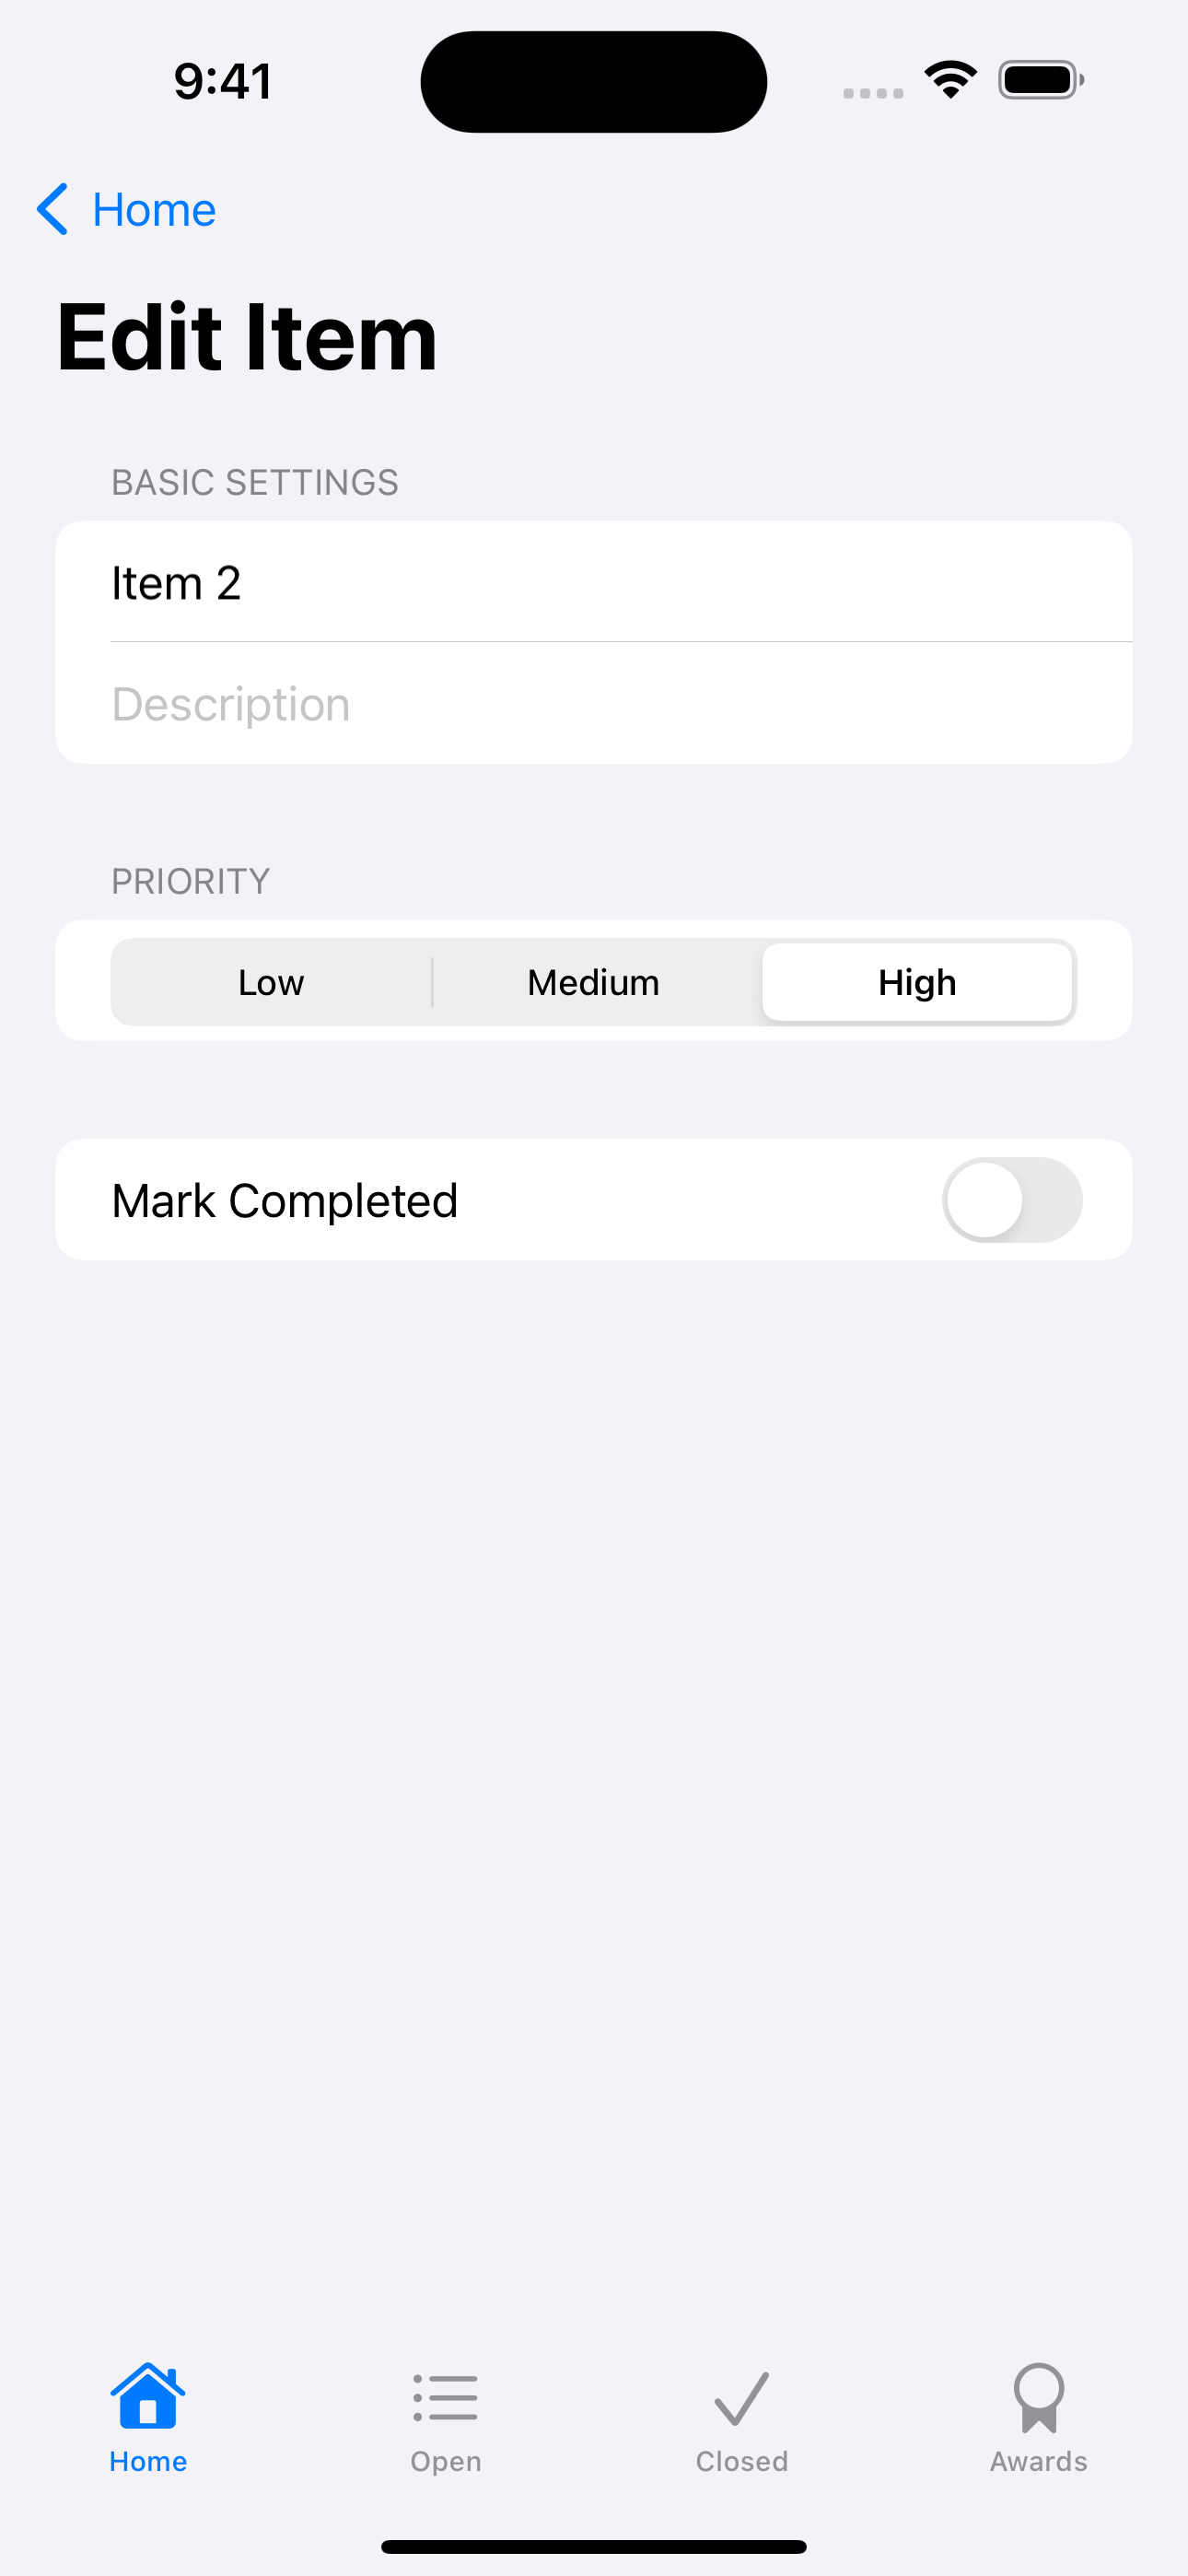 9:41
Home
Edit Item
BASIC SETTINGS
Item 2
Description
PRIORITY
Low Medium High
Mark Completed
Home Open Closed Awards